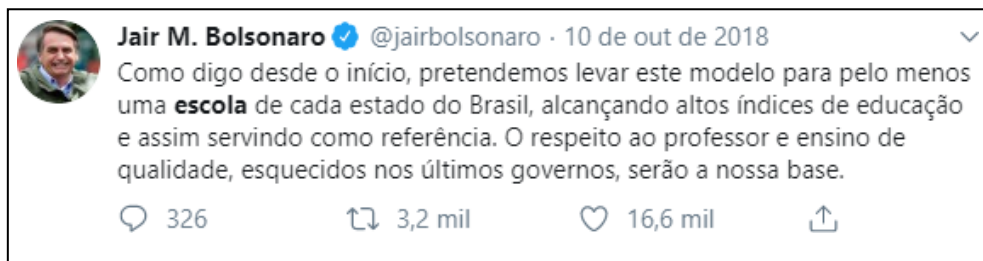 Jair M. Bolsonaro @jairbolsonaro · 10 de out de 2018
Como digo desde o início, pretendemos levar este modelo para pelo menos
uma escola de cada estado do Brasil, alcançando altos índices de educação
e assim servindo como referência. O respeito ao professor e ensino de
qualidade, esquecidos nos últimos governos, serão a nossa base.
326 3,2 mil 16,6 mil